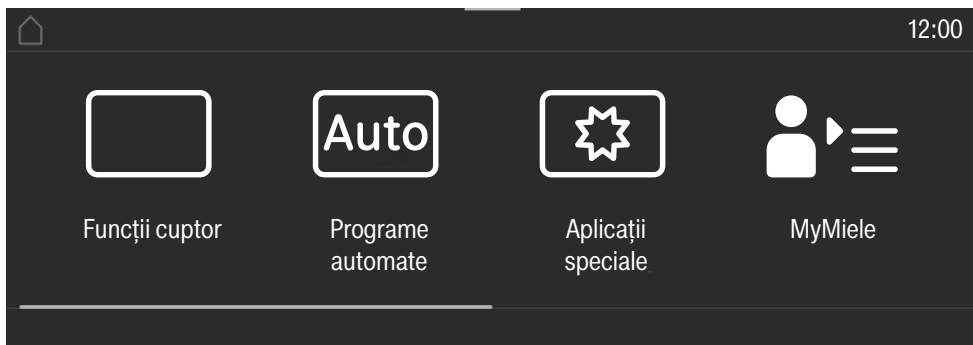 12:00
Auto
Funcții cuptor
Programe
automate
Aplicații
speciale
MyMiele